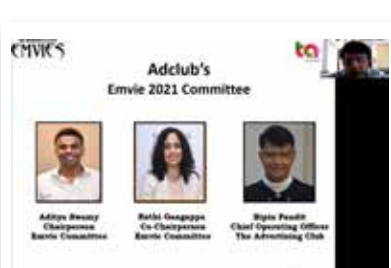 EMVIES
ta
Adclub's
Emvie 2021 Committee
Aditya Swamy
Chairperson
Emvie Committee
Rathi Gangappa
Co-Chairperson
Emvie Committee
Bipin Pandit
Chief Operating Officer
The Advertising Club